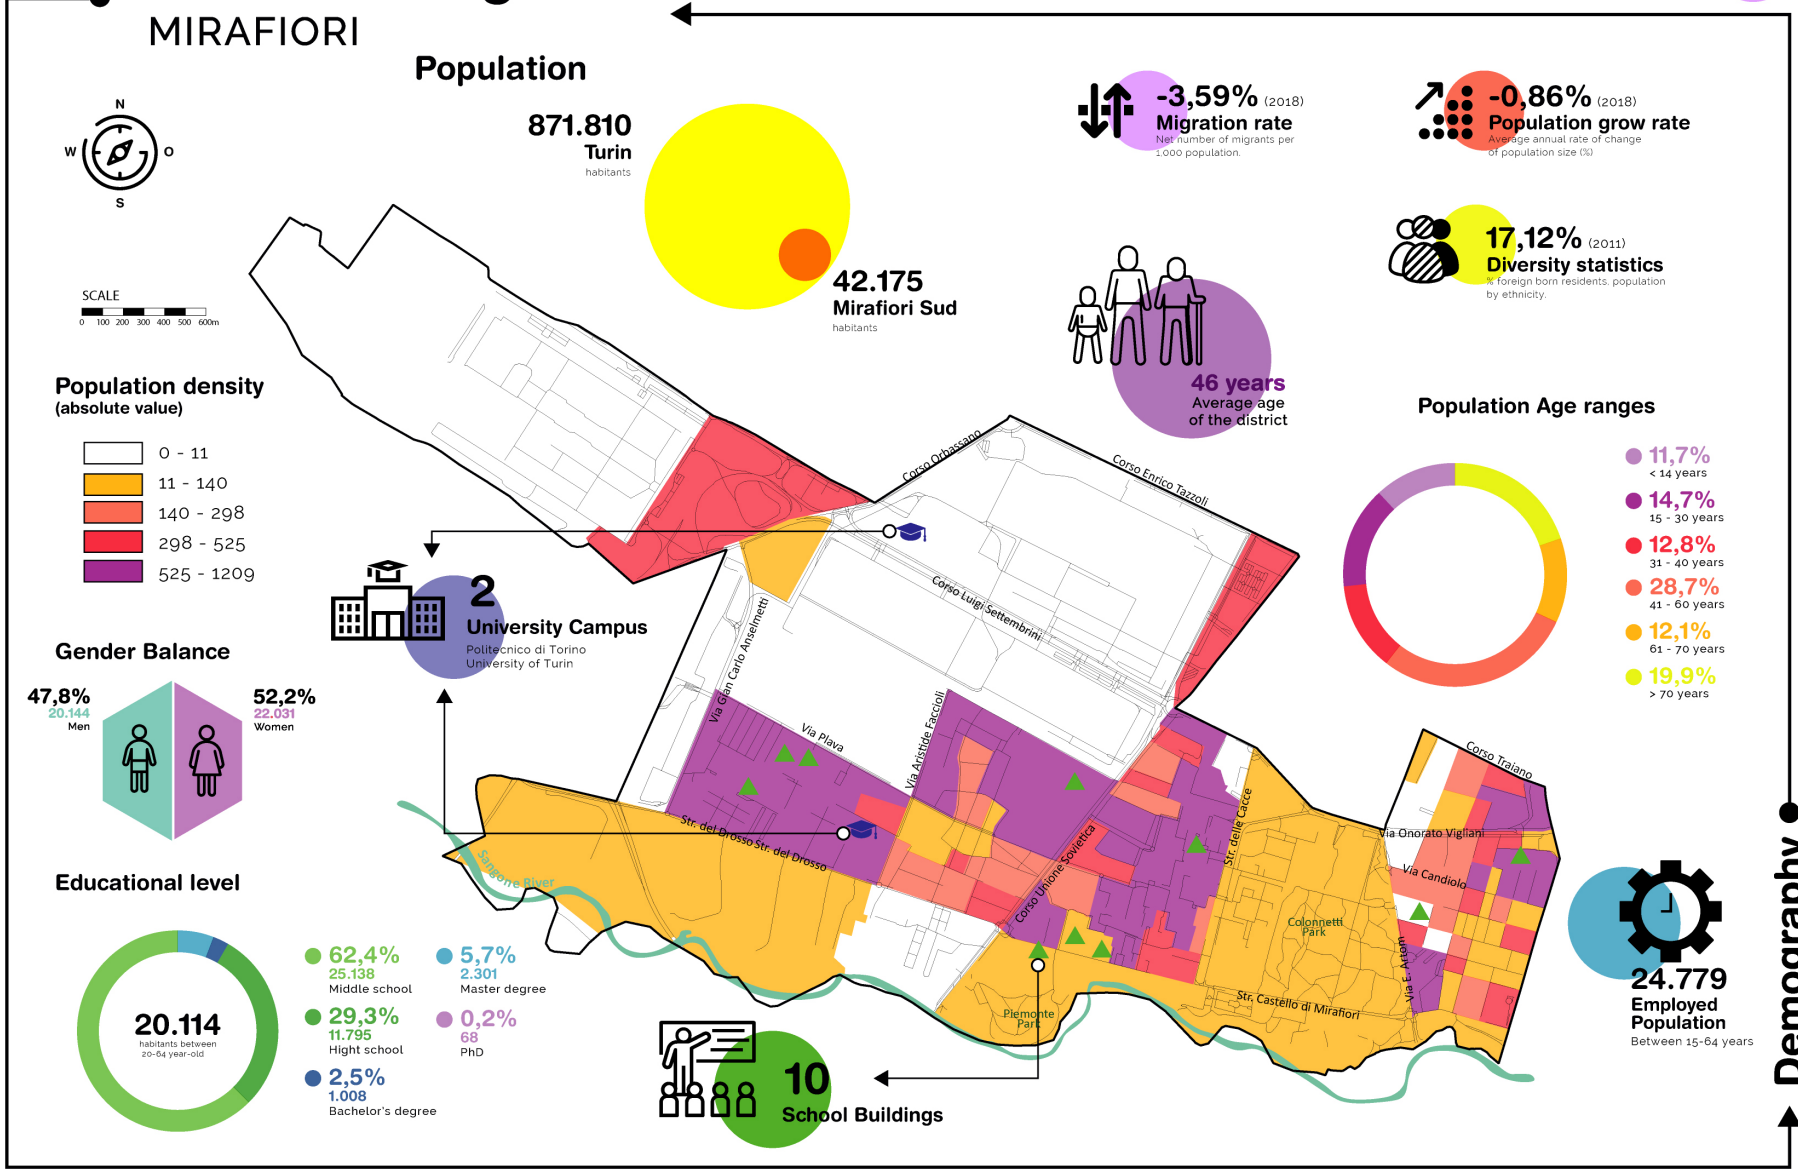 MIRAFIORI
Population
871.810
Turin
habitants
42.175
Mirafiori Sud
habitants
-3,59% (2018)
Migration rate
Net number of migrants per
1,000 population.
-0,86% (2018)
Population grow rate
Average annual rate of change
of population size (%)
17,12% (2011)
Diversity statistics
% foreign born residents. population
by ethnicity.
46 years
Average age
of the district
N
W
O
S
SCALE
0 100 200 300 400 500 600m
Population density
(absolute value)
0 - 11
11 - 140
140 - 298
298 - 525
525 - 1209
Population Age ranges
11,7%
< 14 years
14,7%
15 - 30 years
12,8%
31 - 40 years
28,7%
41 - 60 years
12,1%
61 - 70 years
19,9%
> 70 years
Corso Orbassano
Corso Enrico Tazzoli
Corso Luigi Settembrini
Via Gian Carlo Anselmetti
Via Plava
Via Aristide Faccioli
Str. del Drosso
Str. del Drosso
Corso Unione Sovietica
Str. delle Cacce
Corso Traiano
Via Onorato Vigliani
Via Candiolo
Via E. Artom
Colonnetti
Park
Str. Castello di Mirafiori
Piemonte
Park
Sangone River
2
University Campus
Politecnico di Torino
University of Turin
Gender Balance
47,8%
20.144
Men
52,2%
22.031
Women
Educational level
20.114
habitants between
20-64 year-old
62,4%
25.138
Middle school
29,3%
11.795
Hight school
2,5%
1.008
Bachelor's degree
5,7%
2.301
Master degree
0,2%
68
PhD
10
School Buildings
24.779
Employed
Population
Between 15-64 years
Demography